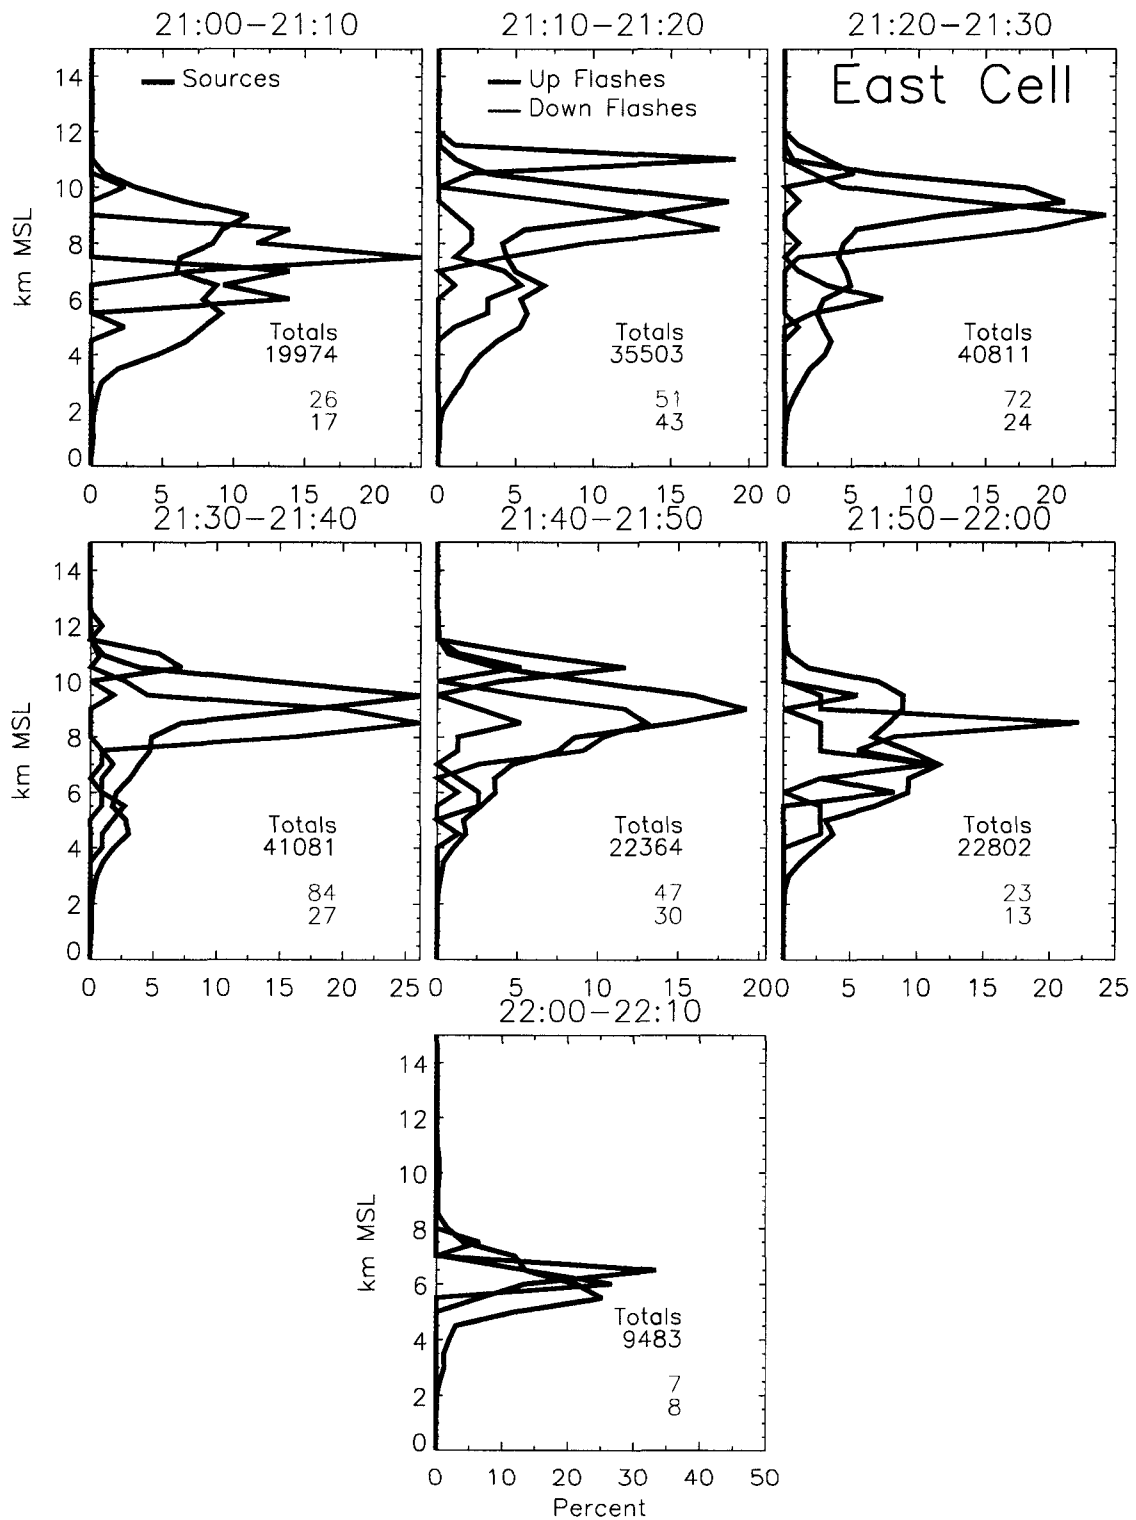 21:00-21:10
21:10-21:20
21:20-21:30
km MSL
14
12
10
8
6
4
2
0
Sources
Totals
19974
26
17
0 5 10 15 20
Up Flashes
Down Flashes
Totals
35503
51
43
0 5 10 15 20
East Cell
Totals
40811
72
24
0 5 10 15 20
21:30-21:40
21:40-21:50
21:50-22:00
km MSL
14
12
10
8
6
4
2
0
Totals
41081
84
27
0 5 10 15 20 25
Totals
22364
47
30
0 5 10 15 20
Totals
22802
23
13
0 5 10 15 20 25
22:00-22:10
km MSL
14
12
10
8
6
4
2
0
Totals
9483
7
8
0 10 20 30 40 50
Percent